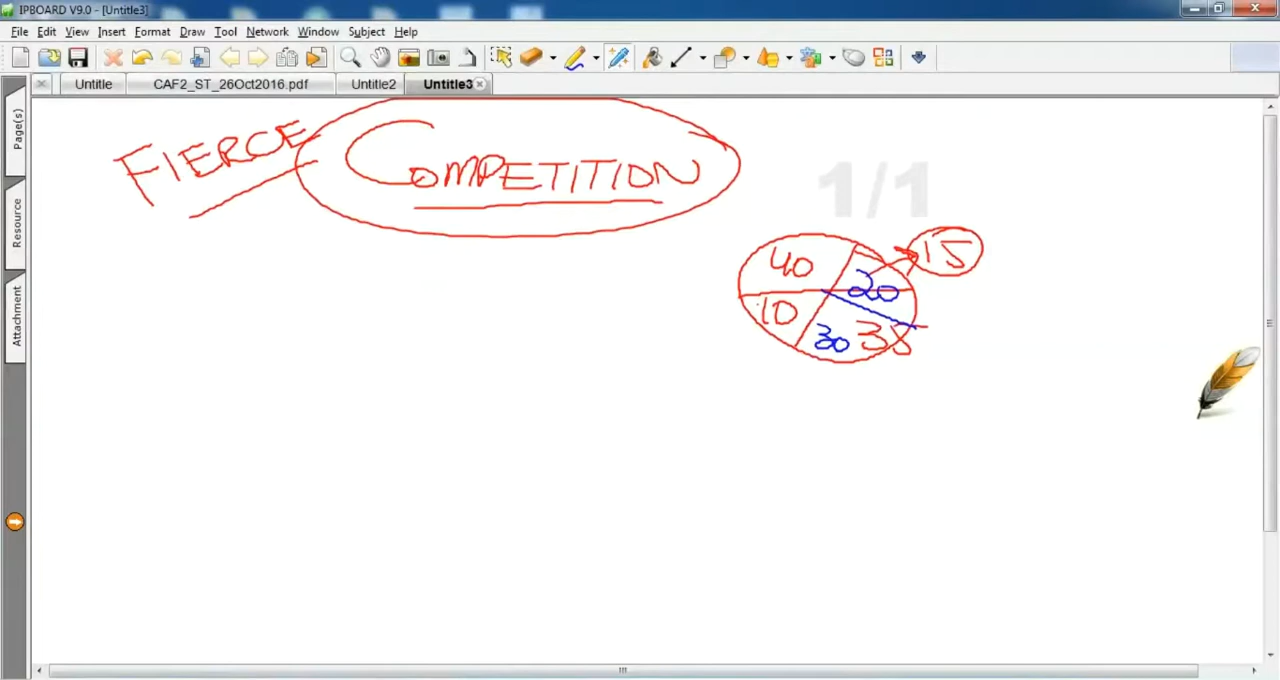 IPBOARD V9.0 - [Untitle3]
File Edit View Insert Format Draw Tool Network Window Subject Help
Untitle CAF2_ST_26Oct2016.pdf Untitle2 Untitle3
Page(s)
Resource
Attachment
FIERCE COMPETITION
1/1
40 20 15
10 30 35